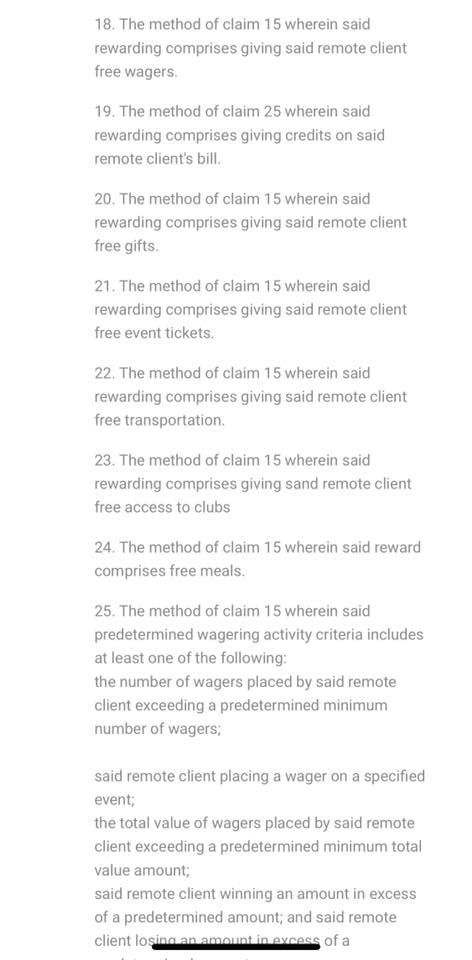 18. The method of claim 15 wherein said
rewarding comprises giving said remote client
free wagers.
19. The method of claim 25 wherein said
rewarding comprises giving credits on said
remote client's bill.
20. The method of claim 15 wherein said
rewarding comprises giving said remote client
free gifts.
21. The method of claim 15 wherein said
rewarding comprises giving said remote client
free event tickets.
22. The method of claim 15 wherein said
rewarding comprises giving said remote client
free transportation.
23. The method of claim 15 wherein said
rewarding comprises giving sand remote client
free access to clubs
24. The method of claim 15 wherein said reward
comprises free meals.
25. The method of claim 15 wherein said
predetermined wagering activity criteria includes
at least one of the following:
the number of wagers placed by said remote
client exceeding a predetermined minimum
number of wagers;
said remote client placing a wager on a specified
event;
the total value of wagers placed by said remote
client exceeding a predetermined minimum total
value amount;
said remote client winning an amount in excess
of a predetermined amount; and said remote
client losing an amount in excess of a